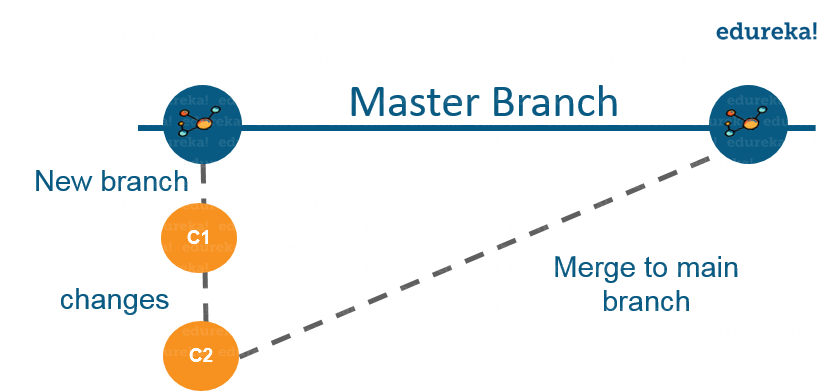 edureka!
Master Branch
New branch
C1
changes
Merge to main
branch
C2